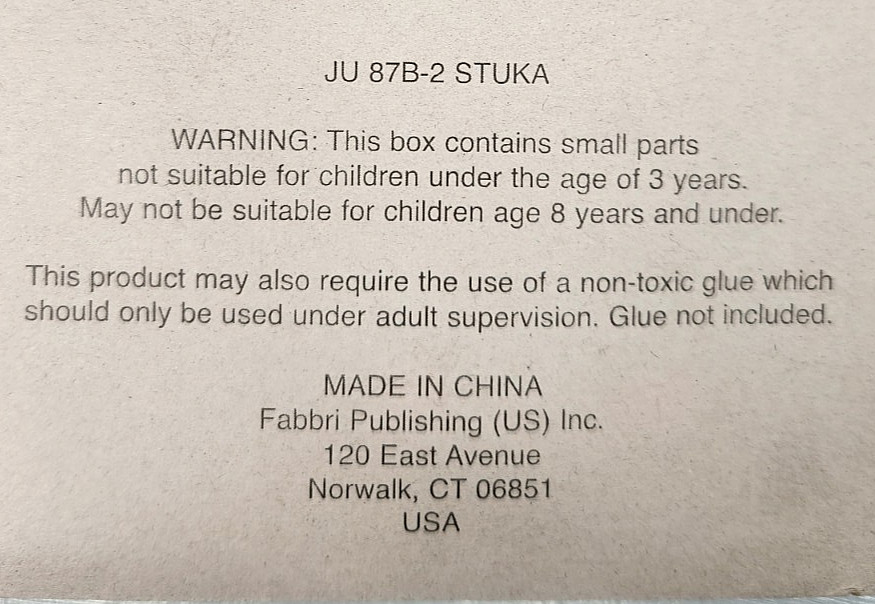 JU 87B-2 STUKA
WARNING: This box contains small parts
not suitable for children under the age of 3 years.
May not be suitable for children age 8 years and under.
This product may also require the use of a non-toxic glue which
should only be used under adult supervision. Glue not included.
MADE IN CHINA
Fabbri Publishing (US) Inc.
120 East Avenue
Norwalk, CT 06851
USA